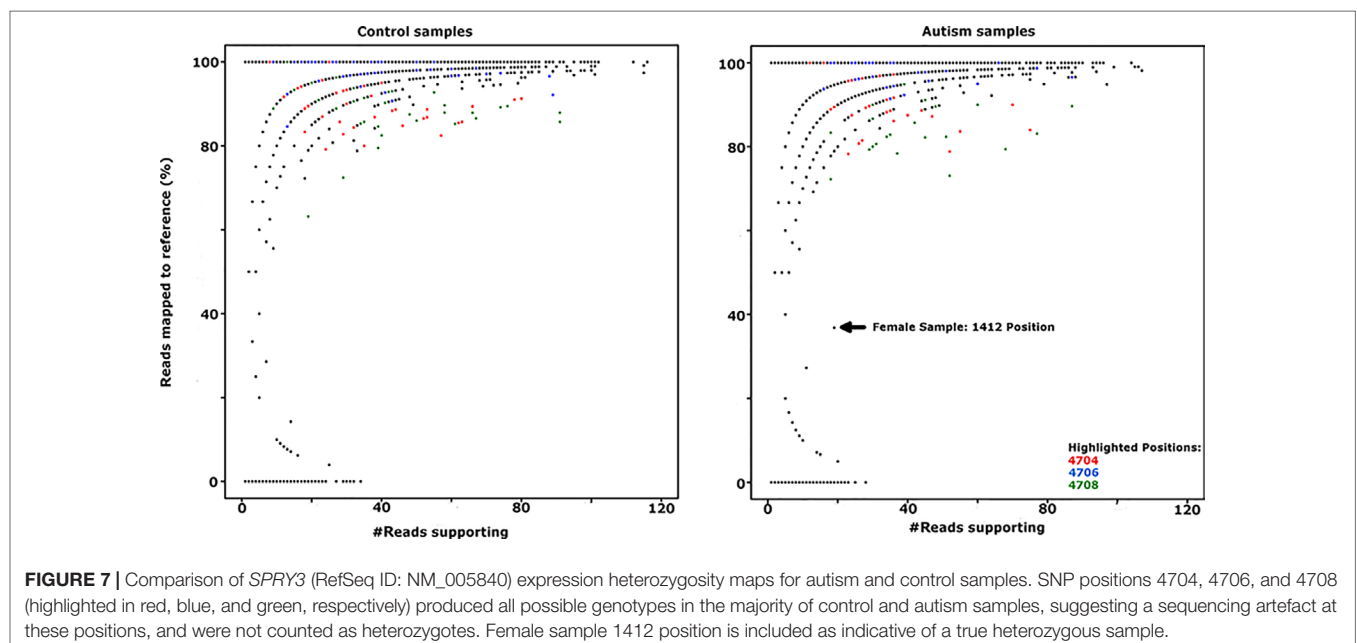 Control samples
Autism samples
Reads mapped to reference (%)
100
80
40
0
0
40
80
120
#Reads supporting
100
80
40
0
Female Sample: 1412 Position
Highlighted Positions:
4704
4706
4708
0
40
80
120
#Reads supporting
FIGURE 7 | Comparison of SPRY3 (RefSeq ID: NM_005840) expression heterozygosity maps for autism and control samples. SNP positions 4704, 4706, and 4708
(highlighted in red, blue, and green, respectively) produced all possible genotypes in the majority of control and autism samples, suggesting a sequencing artefact at
these positions, and were not counted as heterozygotes. Female sample 1412 position is included as indicative of a true heterozygous sample.